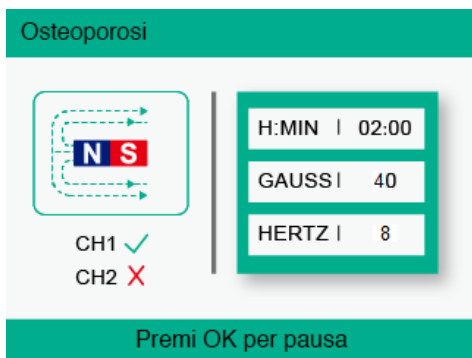 Osteoporosi
N S
CH1 ✓
CH2 X
H:MIN | 02:00
GAUSS | 40
HERTZ | 8
Premi OK per pausa